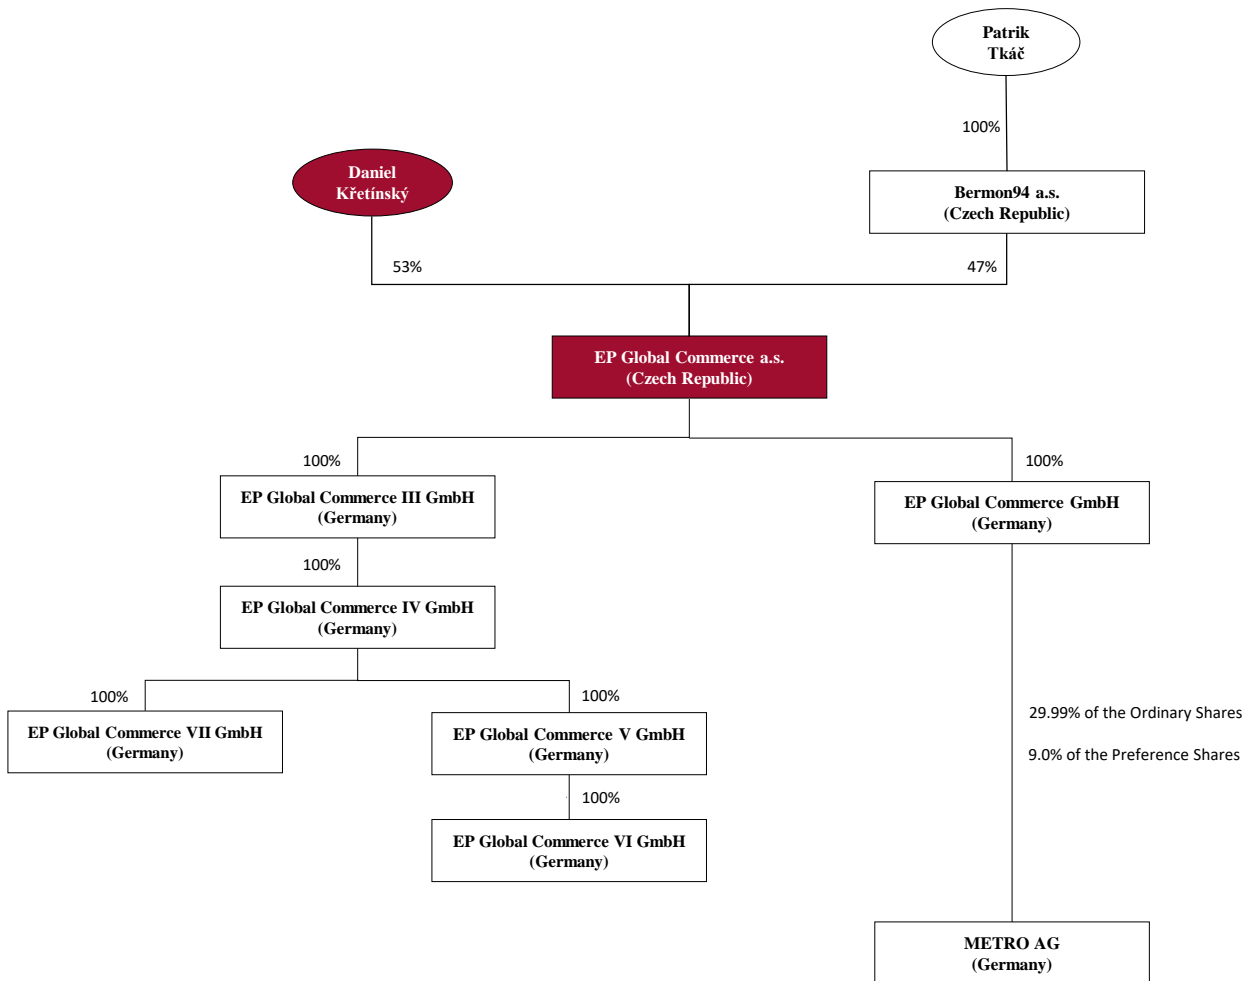 Patrik
Tkáč
100%
Daniel
Křetínský
Bermon94 a.s.
(Czech Republic)
53%
47%
EP Global Commerce a.s.
(Czech Republic)
100%
100%
EP Global Commerce III GmbH
(Germany)
EP Global Commerce GmbH
(Germany)
100%
EP Global Commerce IV GmbH
(Germany)
100%
100%
EP Global Commerce VII GmbH
(Germany)
EP Global Commerce V GmbH
(Germany)
29.99% of the Ordinary Shares
9.0% of the Preference Shares
100%
EP Global Commerce VI GmbH
(Germany)
METRO AG
(Germany)